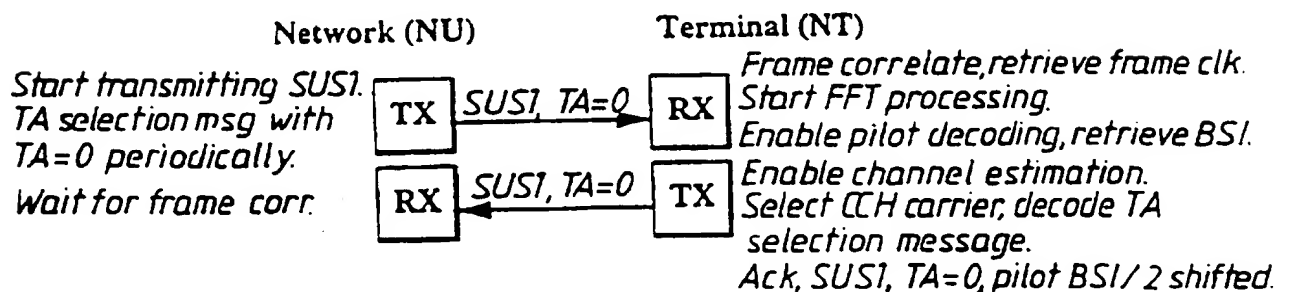 Network (NU)
Terminal (NT)
Start transmitting SUS1.
TA selection msg with
TA=0 periodically.
Wait for frame corr.
TX
SUS1, TA=0
RX
RX
SUS1, TA=0
TX
Frame correlate, retrieve frame clk.
Start FFT processing.
Enable pilot decoding, retrieve BSI.
Enable channel estimation.
Select CCH carrier, decode TA
selection message.
Ack, SUS1, TA=0, pilot BSI/2 shifted.